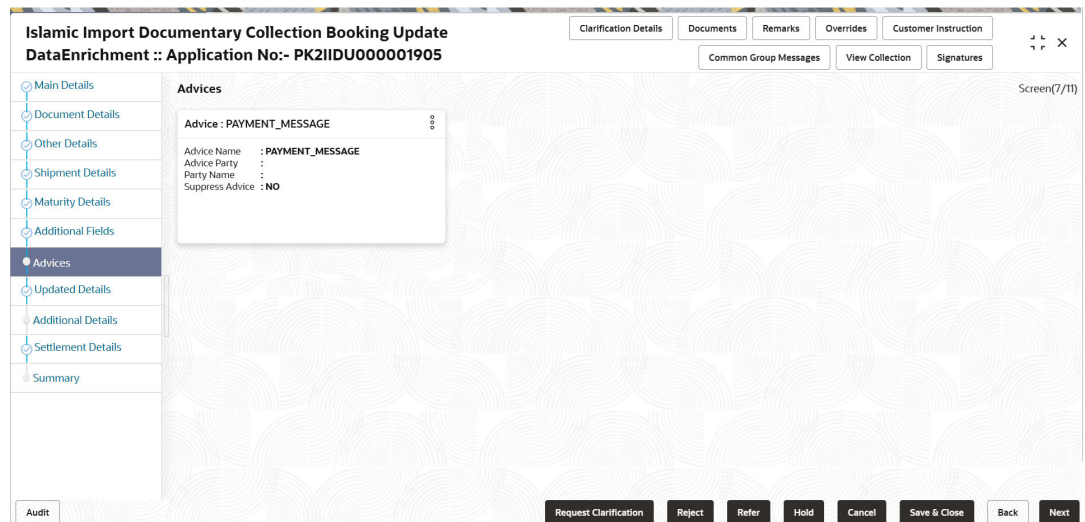 Islamic Import Documentary Collection Booking Update
DataEnrichment :: Application No:- PK2IIDU000001905
Clarification Details
Documents
Remarks
Overrides
Customer Instruction
Common Group Messages
View Collection
Signatures
Main Details
Document Details
Other Details
Shipment Details
Maturity Details
Additional Fields
Advices
Updated Details
Additional Details
Settlement Details
Summary
Advices
Screen(7/11)
Advice : PAYMENT_MESSAGE
Advice Name : PAYMENT_MESSAGE
Advice Party :
Party Name :
Suppress Advice : NO
Audit
Request Clarification
Reject
Refer
Hold
Cancel
Save & Close
Back
Next